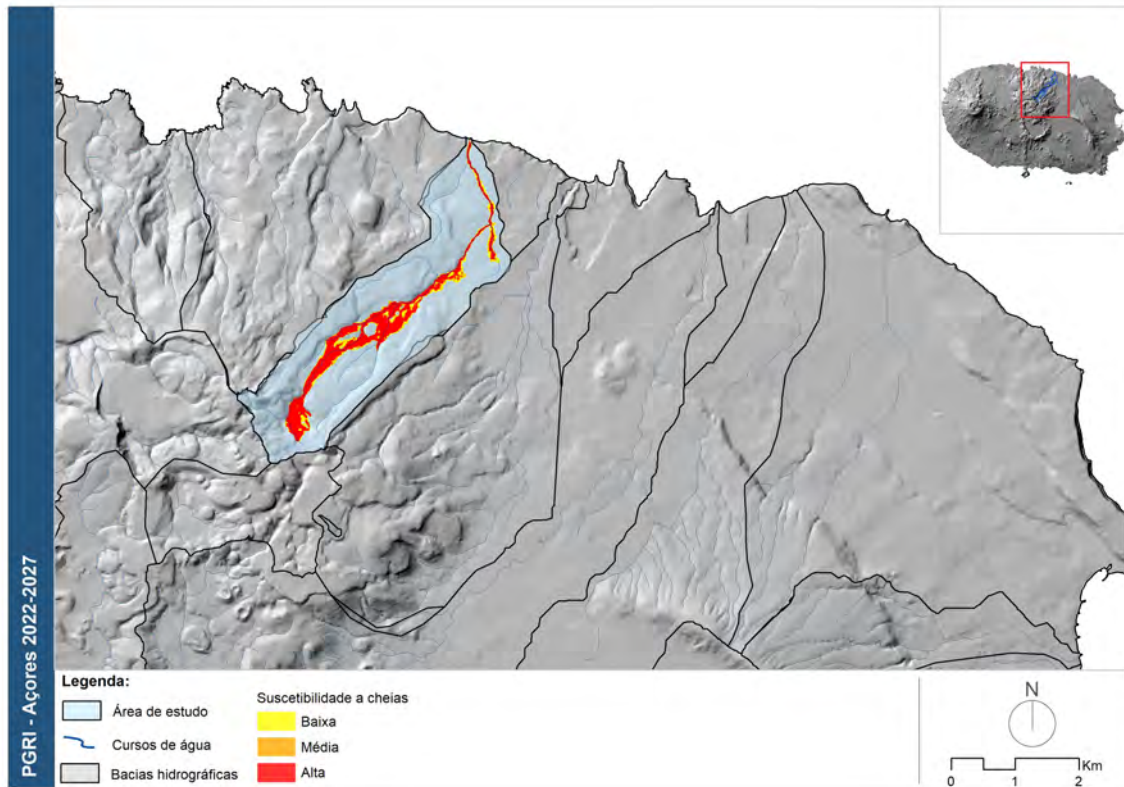 PGRI - Açores 2022-2027
Legenda:
Área de estudo
Cursos de água
Bacias hidrográficas
Suscetibilidade a cheias
Baixa
Média
Alta
N
Km
0 1 2